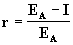 r = (E_A − I) / E_A